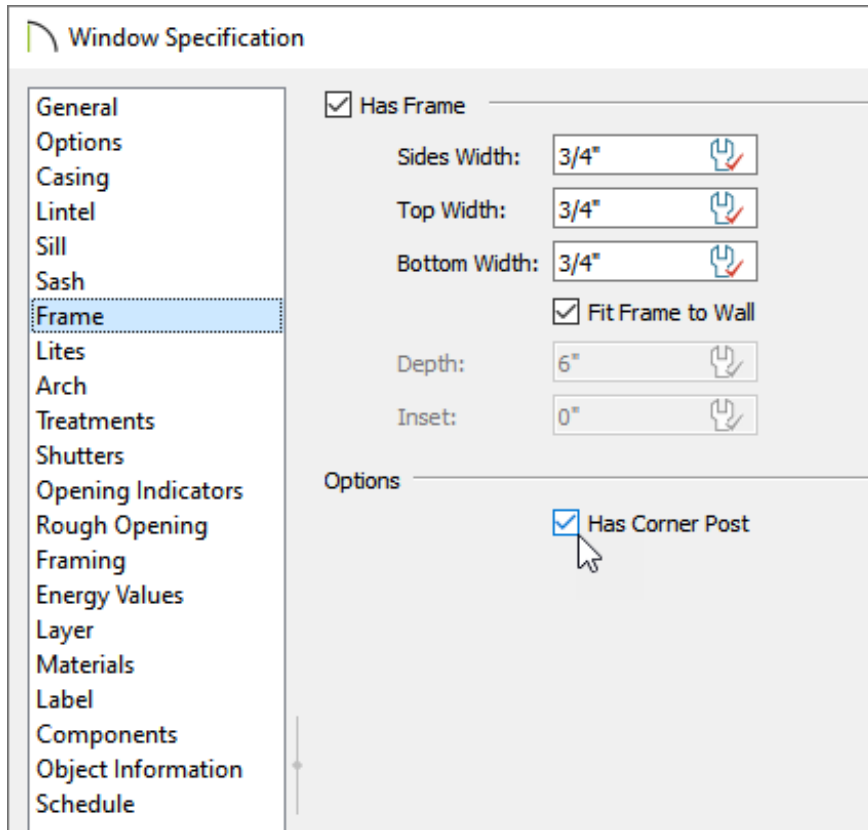 Window Specification
General
Options
Casing
Lintel
Sill
Sash
Frame
Lites
Arch
Treatments
Shutters
Opening Indicators
Rough Opening
Framing
Energy Values
Layer
Materials
Label
Components
Object Information
Schedule
Has Frame
Sides Width: 3/4"
Top Width: 3/4"
Bottom Width: 3/4"
Fit Frame to Wall
Depth: 6"
Inset: 0"
Options
Has Corner Post